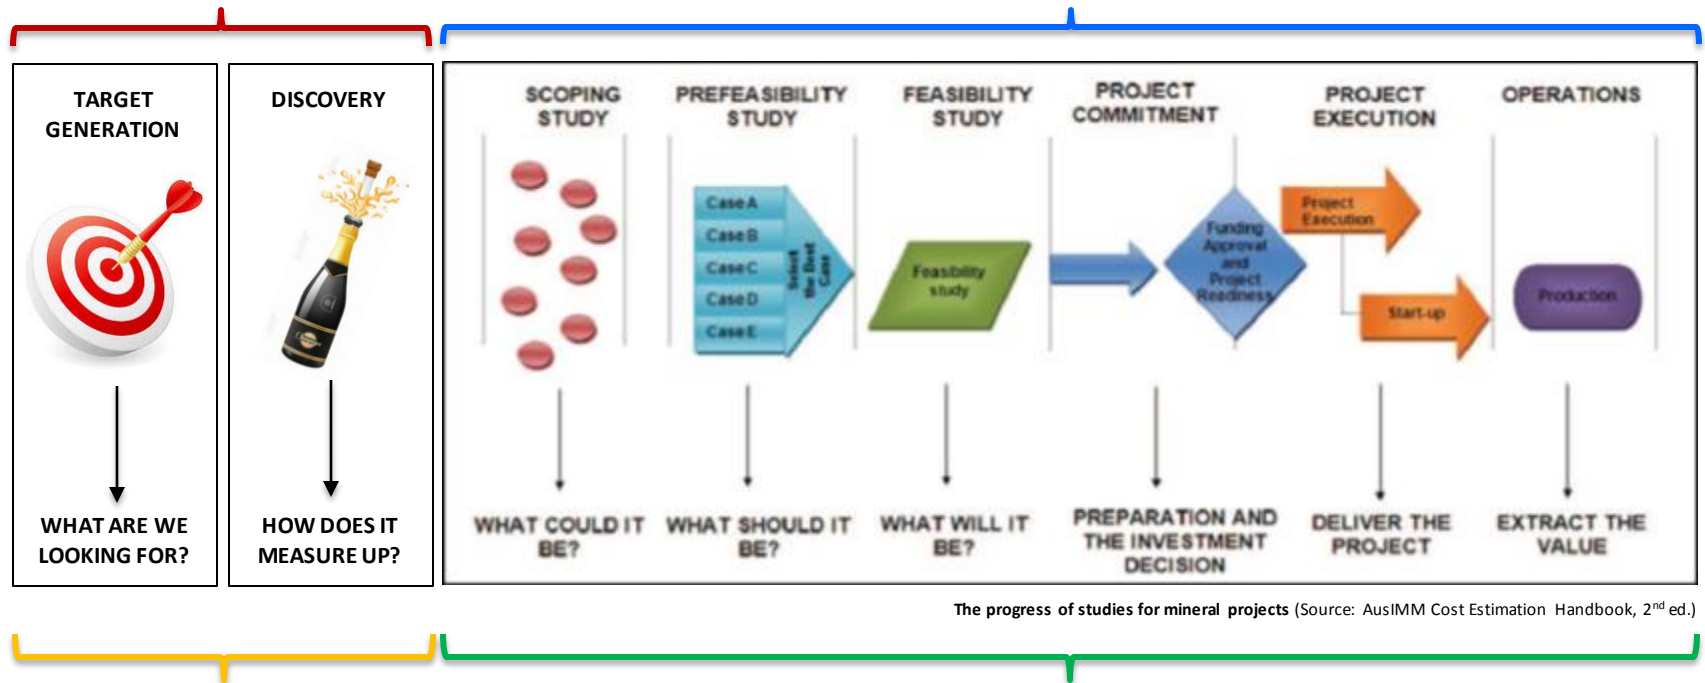 TARGET
GENERATION
DISCOVERY
SCOPING
STUDY
PREFEASIBILITY
STUDY
FEASIBILITY
STUDY
PROJECT
COMMITMENT
PROJECT
EXECUTION
OPERATIONS
Case A
Case B
Case C
Case D
Case E
Select
the Best
Case
Feasibility
study
Funding
Approval
and
Project
Readiness
Project
Execution
Start-up
Production
WHAT ARE WE
LOOKING FOR?
HOW DOES IT
MEASURE UP?
WHAT COULD IT
BE?
WHAT SHOULD IT
BE?
WHAT WILL IT
BE?
PREPARATION AND
THE INVESTMENT
DECISION
DELIVER THE
PROJECT
EXTRACT THE
VALUE
The progress of studies for mineral projects (Source: AusIMM Cost Estimation Handbook, 2nd ed.)